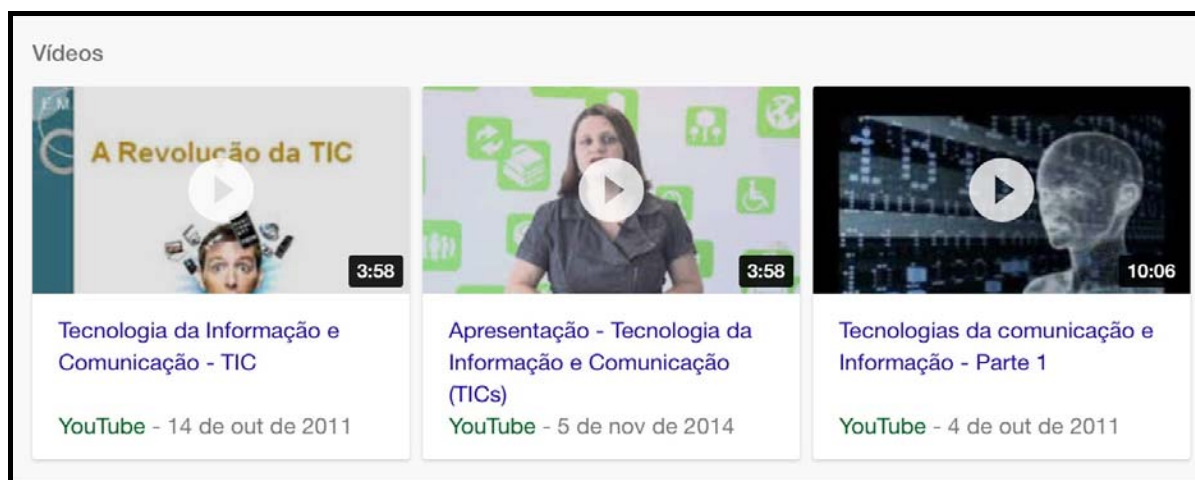 Vídeos
EM
A Revolução da TIC
3:58
Tecnologia da Informação e
Comunicação - TIC
YouTube - 14 de out de 2011
3:58
Apresentação - Tecnologia da
Informação e Comunicação
(TICs)
YouTube - 5 de nov de 2014
10:06
Tecnologias da comunicação e
Informação - Parte 1
YouTube - 4 de out de 2011